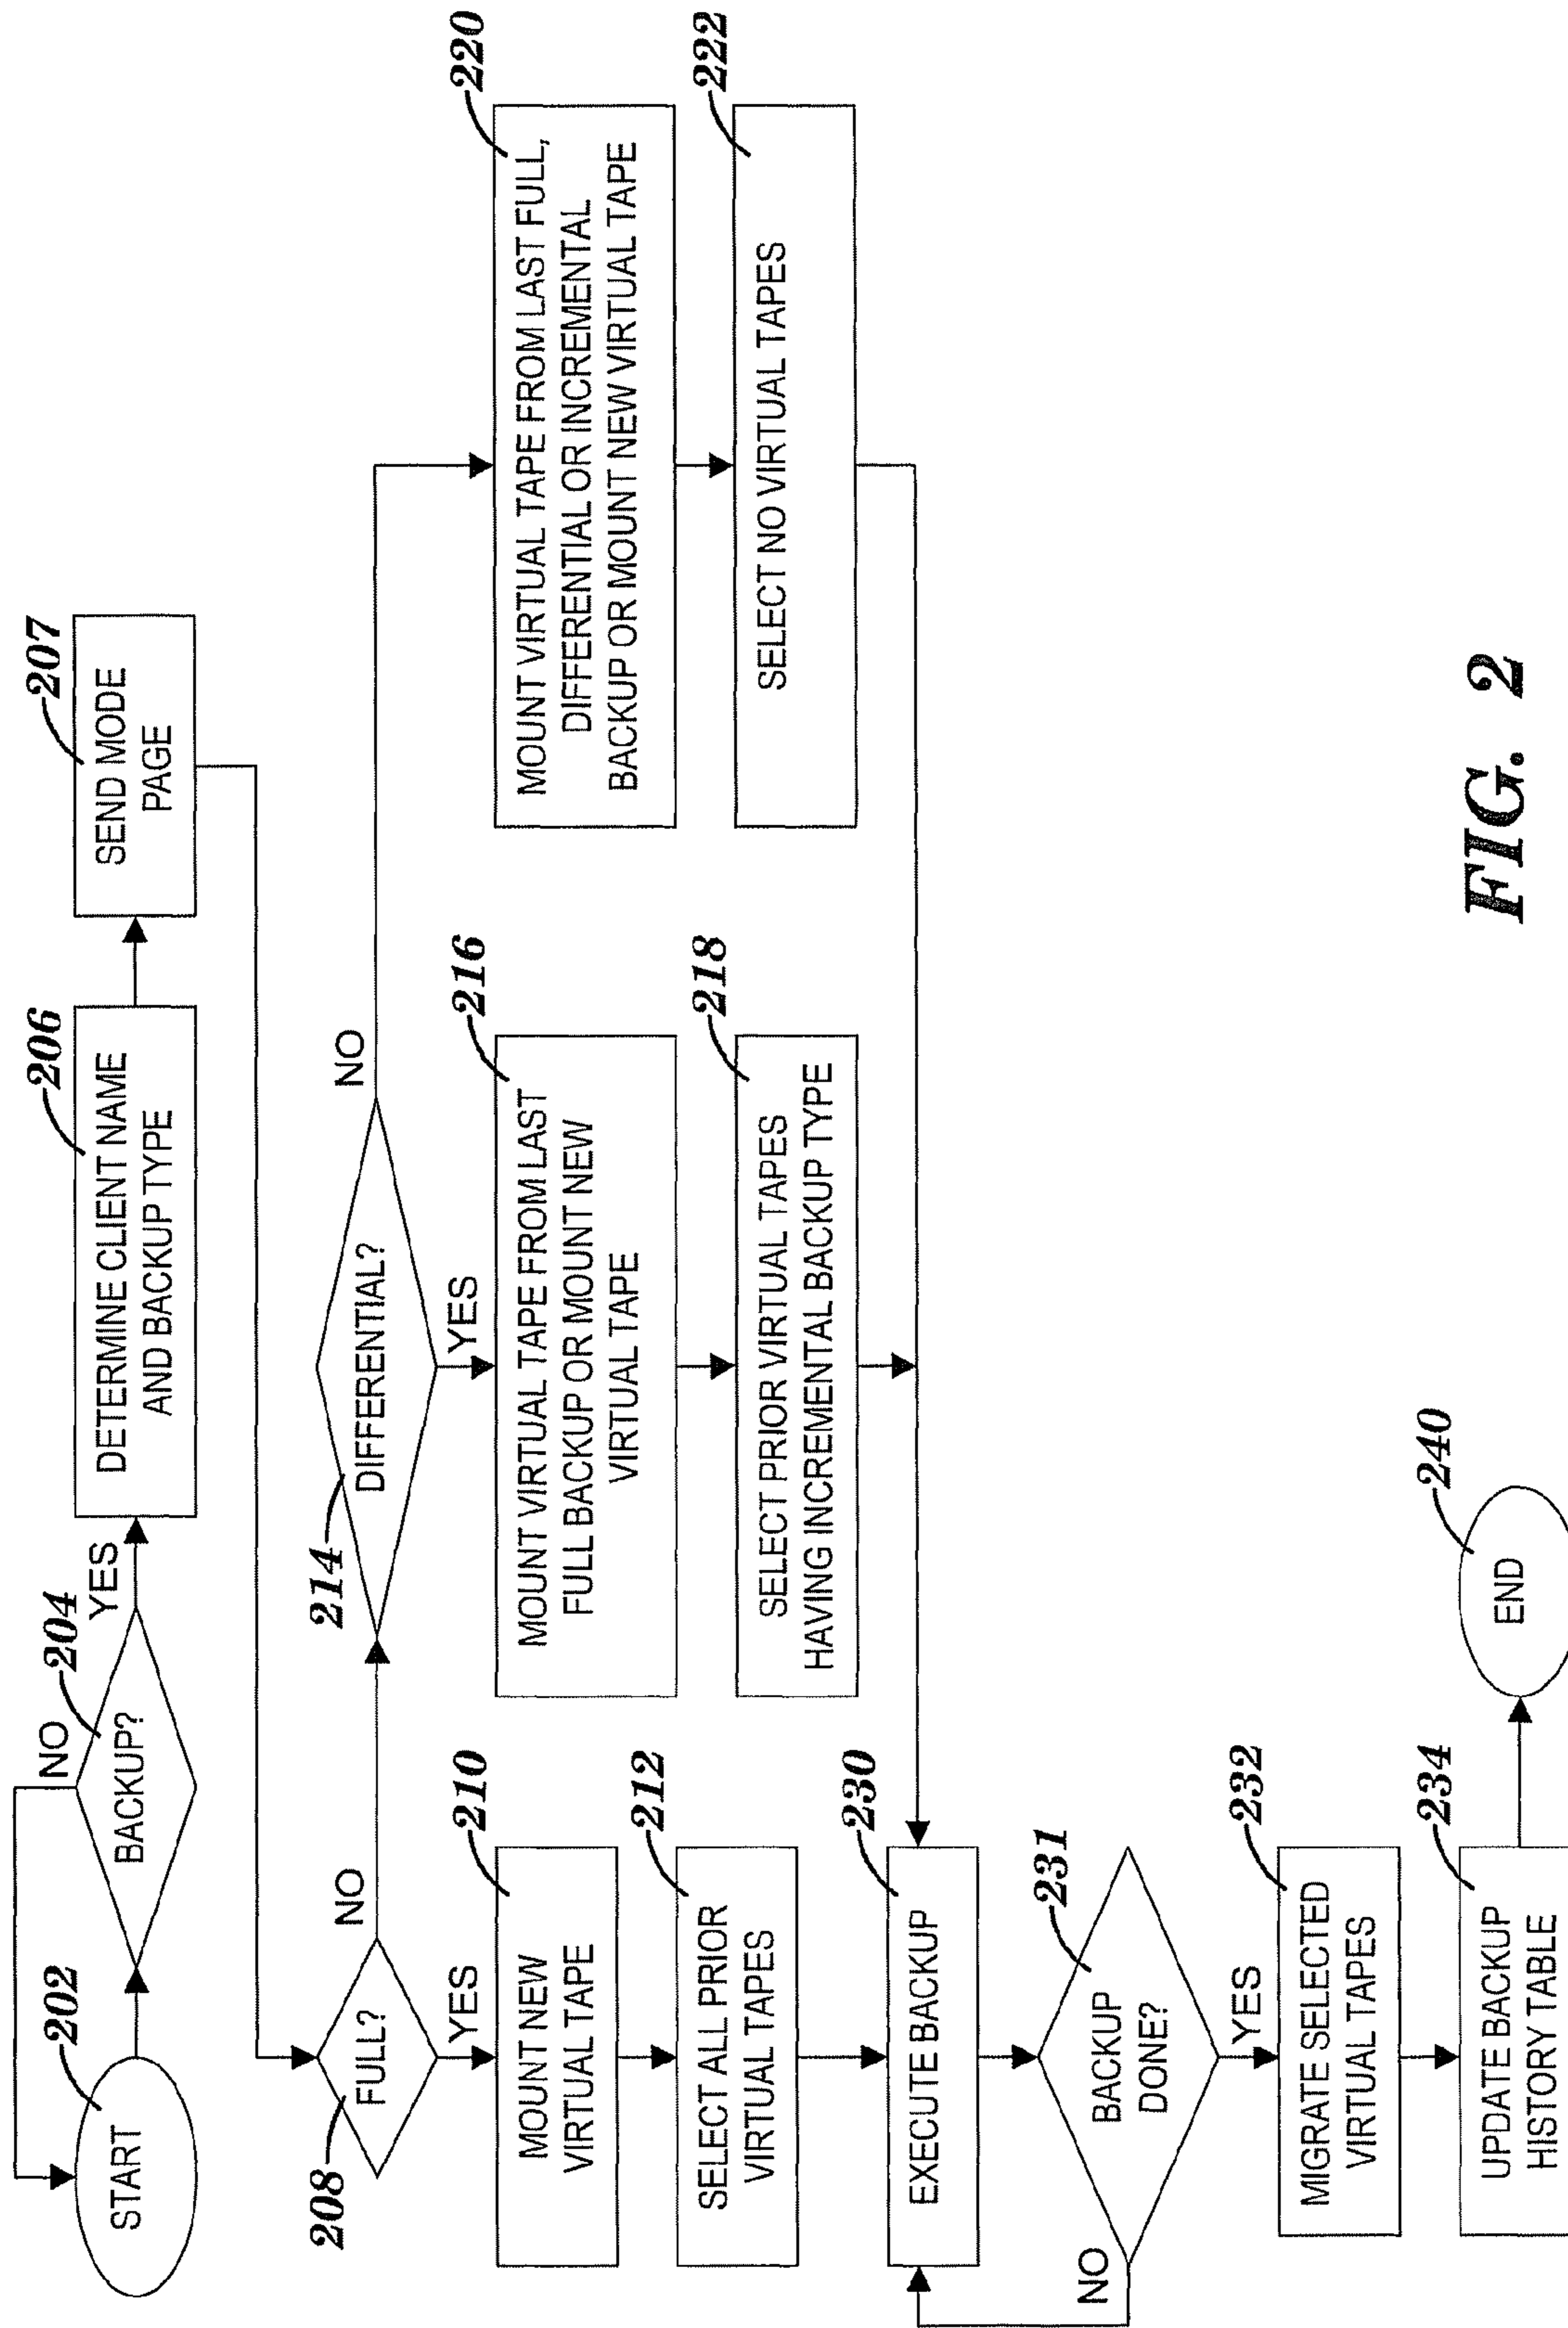 202
START
NO
204
BACKUP?
YES
206
DETERMINE CLIENT NAME
AND BACKUP TYPE
207
SEND MODE
PAGE
208
FULL?
NO
YES
214
DIFFERENTIAL?
NO
YES
210
MOUNT NEW
VIRTUAL TAPE
216
MOUNT VIRTUAL TAPE FROM LAST
FULL BACKUP OR MOUNT NEW
VIRTUAL TAPE
220
MOUNT VIRTUAL TAPE FROM LAST FULL,
DIFFERENTIAL OR INCREMENTAL
BACKUP OR MOUNT NEW VIRTUAL TAPE
212
SELECT ALL PRIOR
VIRTUAL TAPES
218
SELECT PRIOR VIRTUAL TAPES
HAVING INCREMENTAL BACKUP TYPE
222
SELECT NO VIRTUAL TAPES
230
EXECUTE BACKUP
231
BACKUP
DONE?
NO
YES
232
MIGRATE SELECTED
VIRTUAL TAPES
234
UPDATE BACKUP
HISTORY TABLE
240
END
FIG. 2